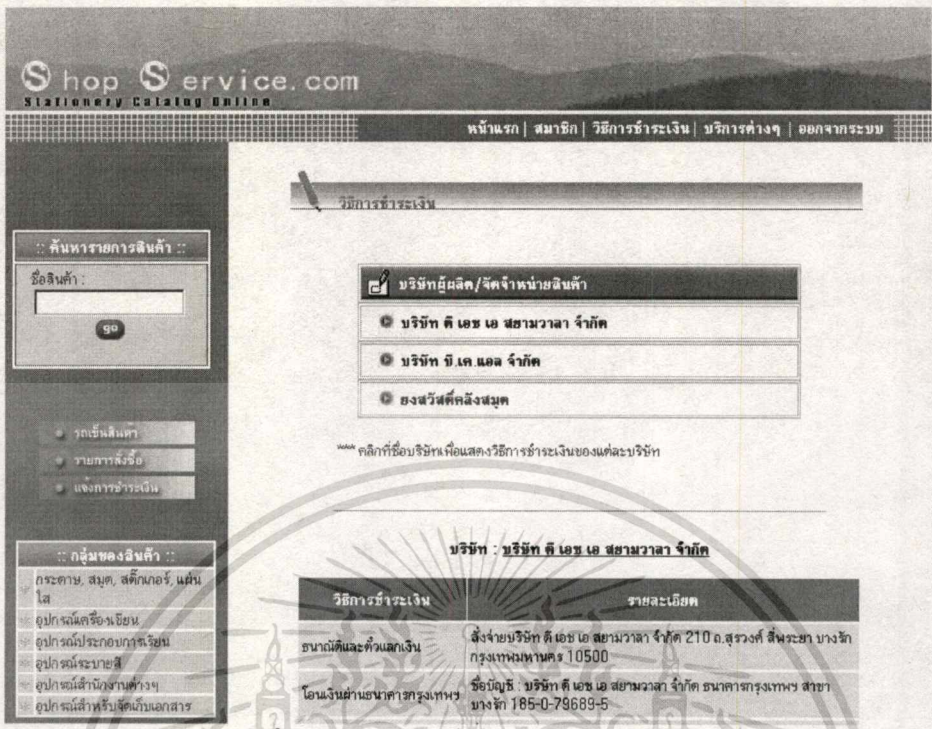 Shop Service.com
Stationery Catalog Online
หน้าแรก | สมาชิก | วิธีการชำระเงิน | บริการต่างๆ | ออกจากระบบ
วิธีการชำระเงิน
:: ค้นหารายการสินค้า ::
ชื่อสินค้า :
go
บริษัทผู้ผลิต/จัดจำหน่ายสินค้า
บริษัท ดี เอช เอ สยามวาลา จำกัด
บริษัท บี.เค.แอล จำกัด
ยงสวัสดิ์คลังสมุด
*** คลิกที่ชื่อบริษัทเพื่อแสดงวิธีการชำระเงินของแต่ละบริษัท
รถเข็นสินค้า
รายการสั่งซื้อ
แจ้งการชำระเงิน
:: กลุ่มของสินค้า ::
กระดาษ, สมุด, สติ๊กเกอร์, แผ่น
ใส
อุปกรณ์เครื่องเขียน
อุปกรณ์ประกอบการเรียน
อุปกรณ์ระบายสี
อุปกรณ์สำนักงานต่างๆ
อุปกรณ์สำหรับจัดเก็บเอกสาร
บริษัท : บริษัท ดี เอช เอ สยามวาลา จำกัด
วิธีการชำระเงิน รายละเอียด
ธนาณัติและตั๋วแลกเงิน สั่งจ่ายบริษัท ดี เอช เอ สยามวาลา จำกัด 210 ถ.สุรวงศ์ สี่พระยา บางรัก
กรุงเทพมหานคร 10500
โอนเงินผ่านธนาคารกรุงเทพฯ ชื่อบัญชี : บริษัท ดี เอช เอ สยามวาลา จำกัด ธนาคารกรุงเทพฯ สาขา
บางรัก 185-0-79689-5